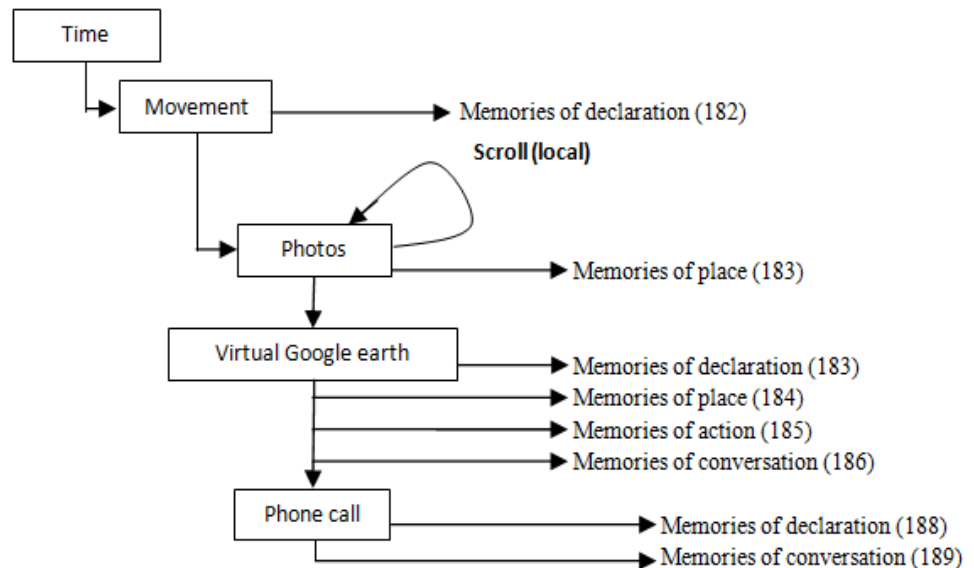 Time
Movement
Memories of declaration (182)
Scroll (local)
Photos
Memories of place (183)
Virtual Google earth
Memories of declaration (183)
Memories of place (184)
Memories of action (185)
Memories of conversation (186)
Phone call
Memories of declaration (188)
Memories of conversation (189)